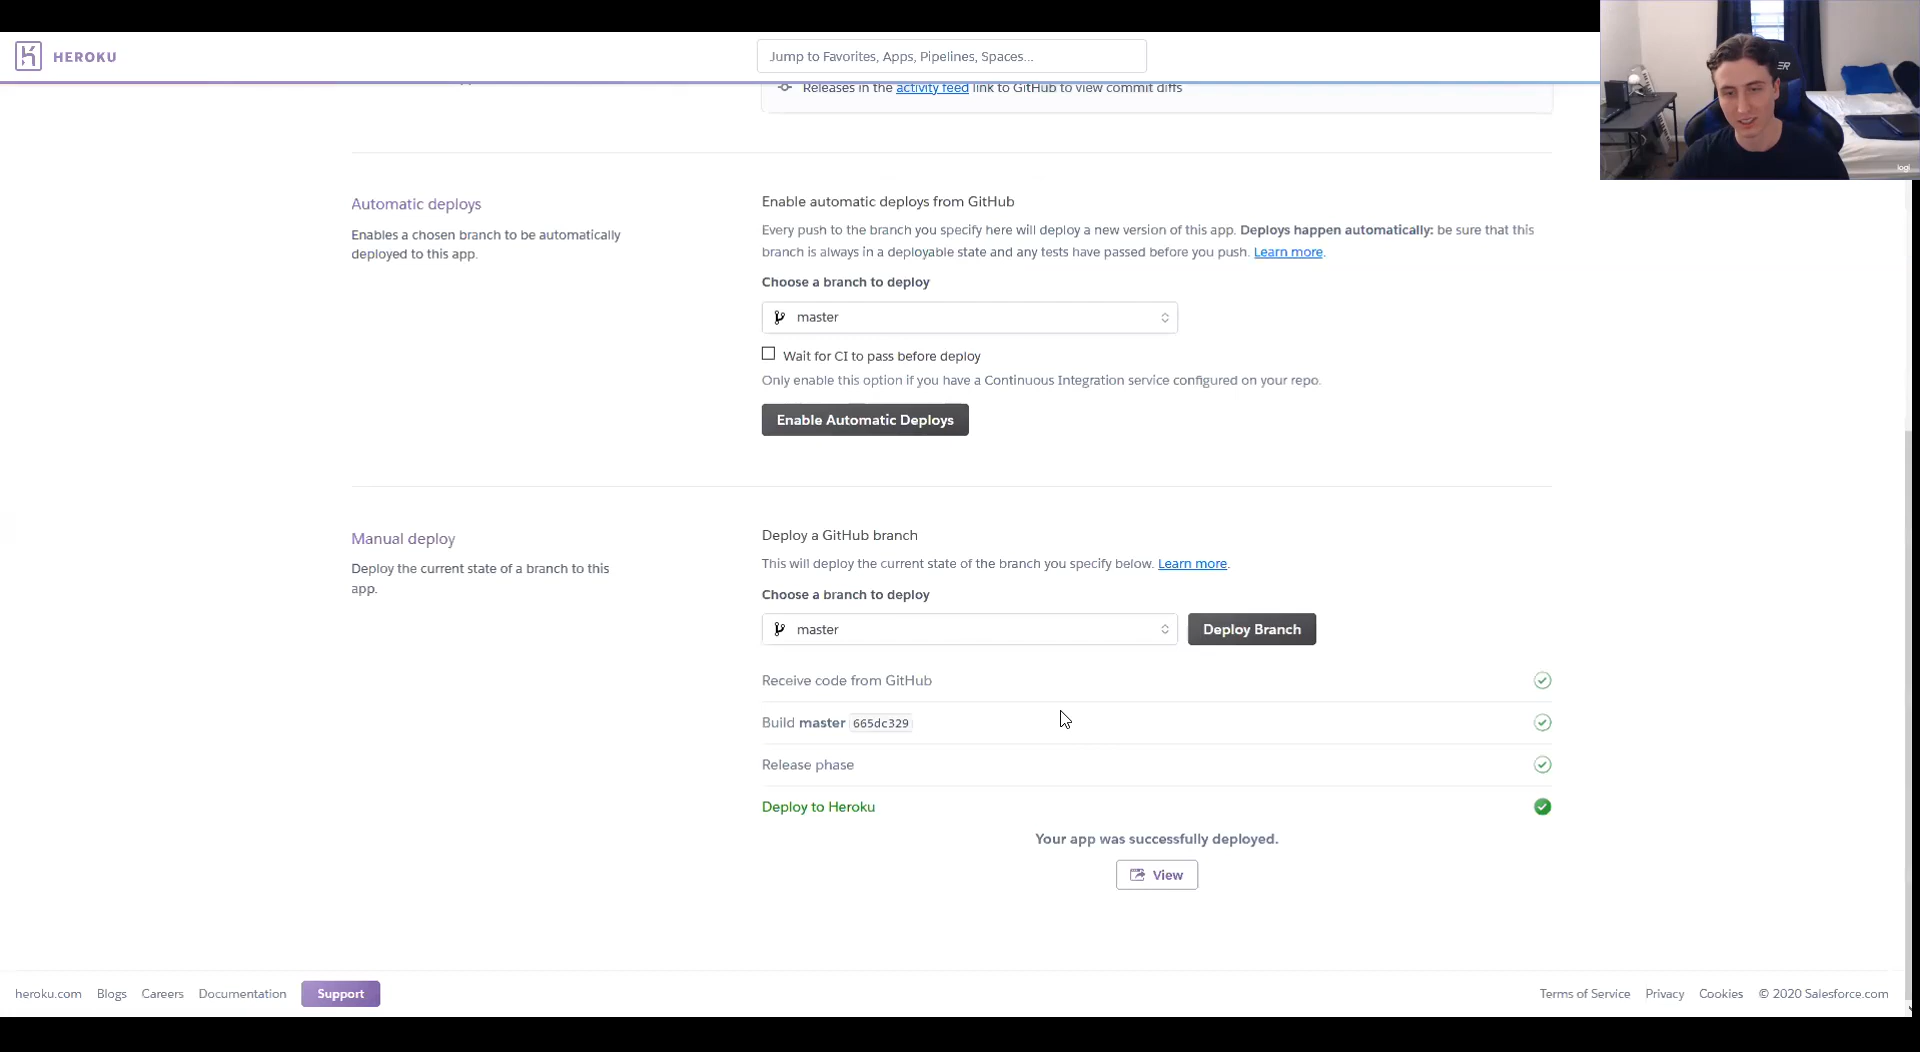 HEROKU
Jump to Favorites, Apps, Pipelines, Spaces...
Releases in the activity feed link to GitHub to view commit diffs
Automatic deploys
Enables a chosen branch to be automatically
deployed to this app.
Enable automatic deploys from GitHub
Every push to the branch you specify here will deploy a new version of this app. Deploys happen automatically: be sure that this
branch is always in a deployable state and any tests have passed before you push. Learn more.
Choose a branch to deploy
master
Wait for CI to pass before deploy
Only enable this option if you have a Continuous Integration service configured on your repo.
Enable Automatic Deploys
Manual deploy
Deploy the current state of a branch to this
app.
Deploy a GitHub branch
This will deploy the current state of the branch you specify below. Learn more.
Choose a branch to deploy
master
Deploy Branch
Receive code from GitHub
Build master 665dc329
Release phase
Deploy to Heroku
Your app was successfully deployed.
View
heroku.com Blogs Careers Documentation Support
Terms of Service Privacy Cookies © 2020 Salesforce.com
logi